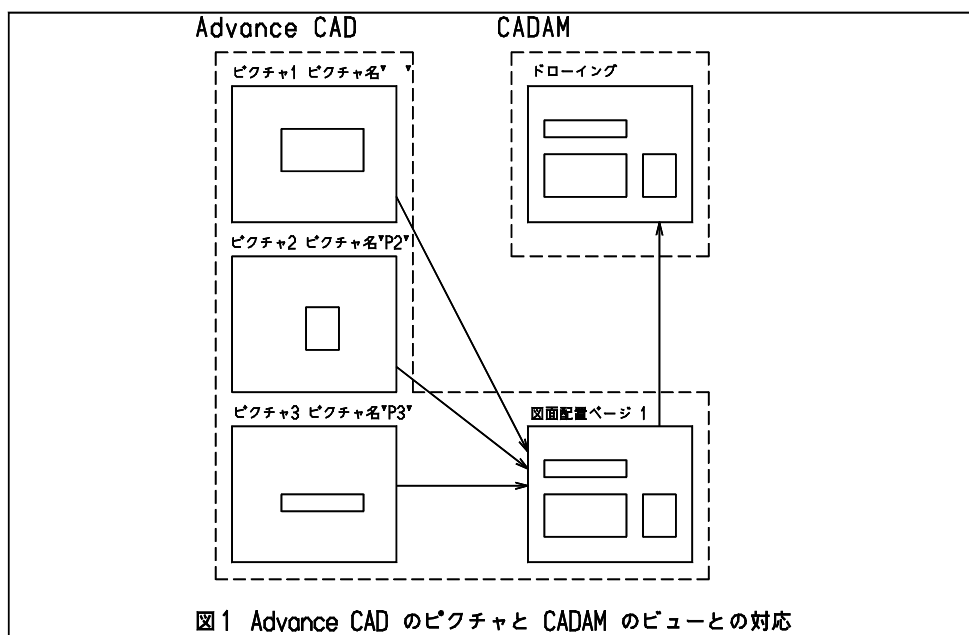 Advance CAD
CADAM
ピクチャ1 ピクチャ名" "
ドローイング
ピクチャ2 ピクチャ名"P2"
ピクチャ3 ピクチャ名"P3"
図面配置ページ 1
図1 Advance CAD のピクチャと CADAM のビューとの対応